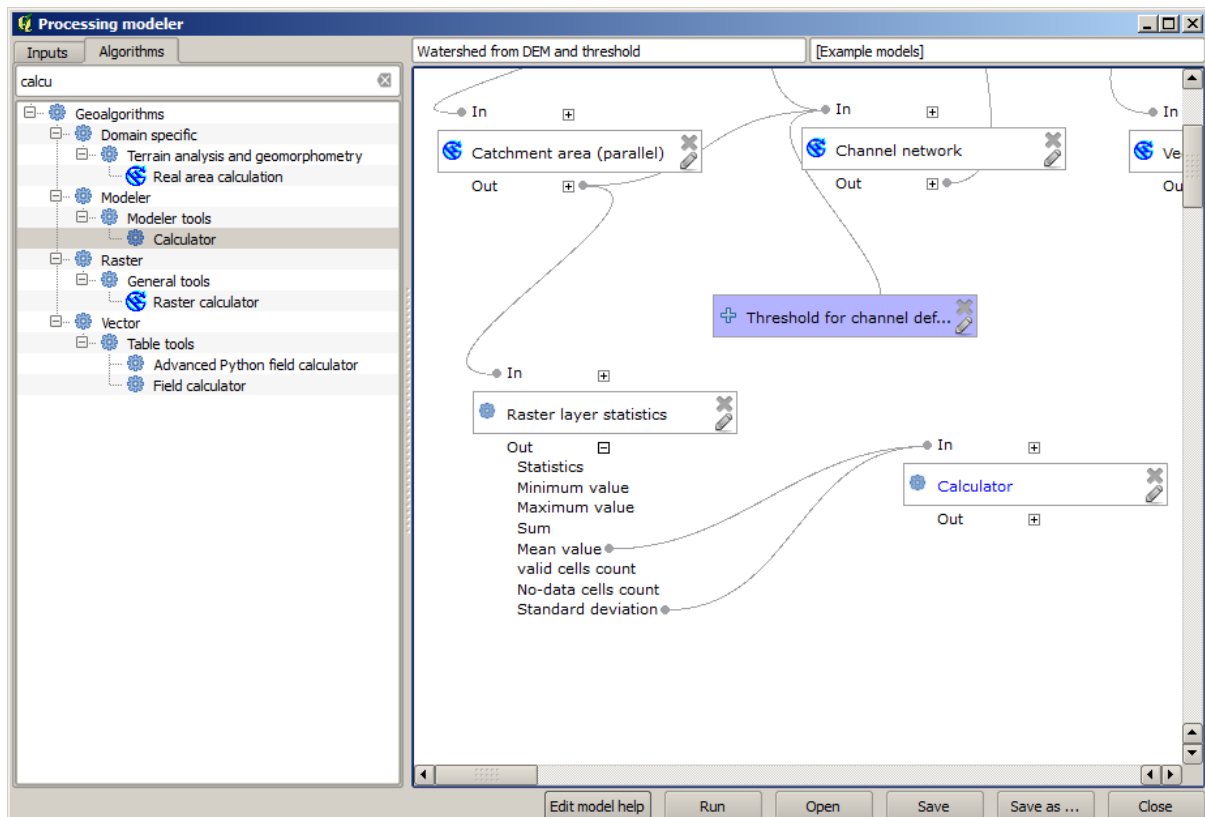 Processing modeler
Inputs
Algorithms
Watershed from DEM and threshold
[Example models]
calcu
Geoalgorithms
Domain specific
Terrain analysis and geomorphometry
Real area calculation
Modeler
Modeler tools
Calculator
Raster
General tools
Raster calculator
Vector
Table tools
Advanced Python field calculator
Field calculator
In
Catchment area (parallel)
Out
In
Channel network
Out
In
Ve
Ou
Threshold for channel def...
In
Raster layer statistics
Out
Statistics
Minimum value
Maximum value
Sum
Mean value
valid cells count
No-data cells count
Standard deviation
In
Calculator
Out
Edit model help
Run
Open
Save
Save as ...
Close